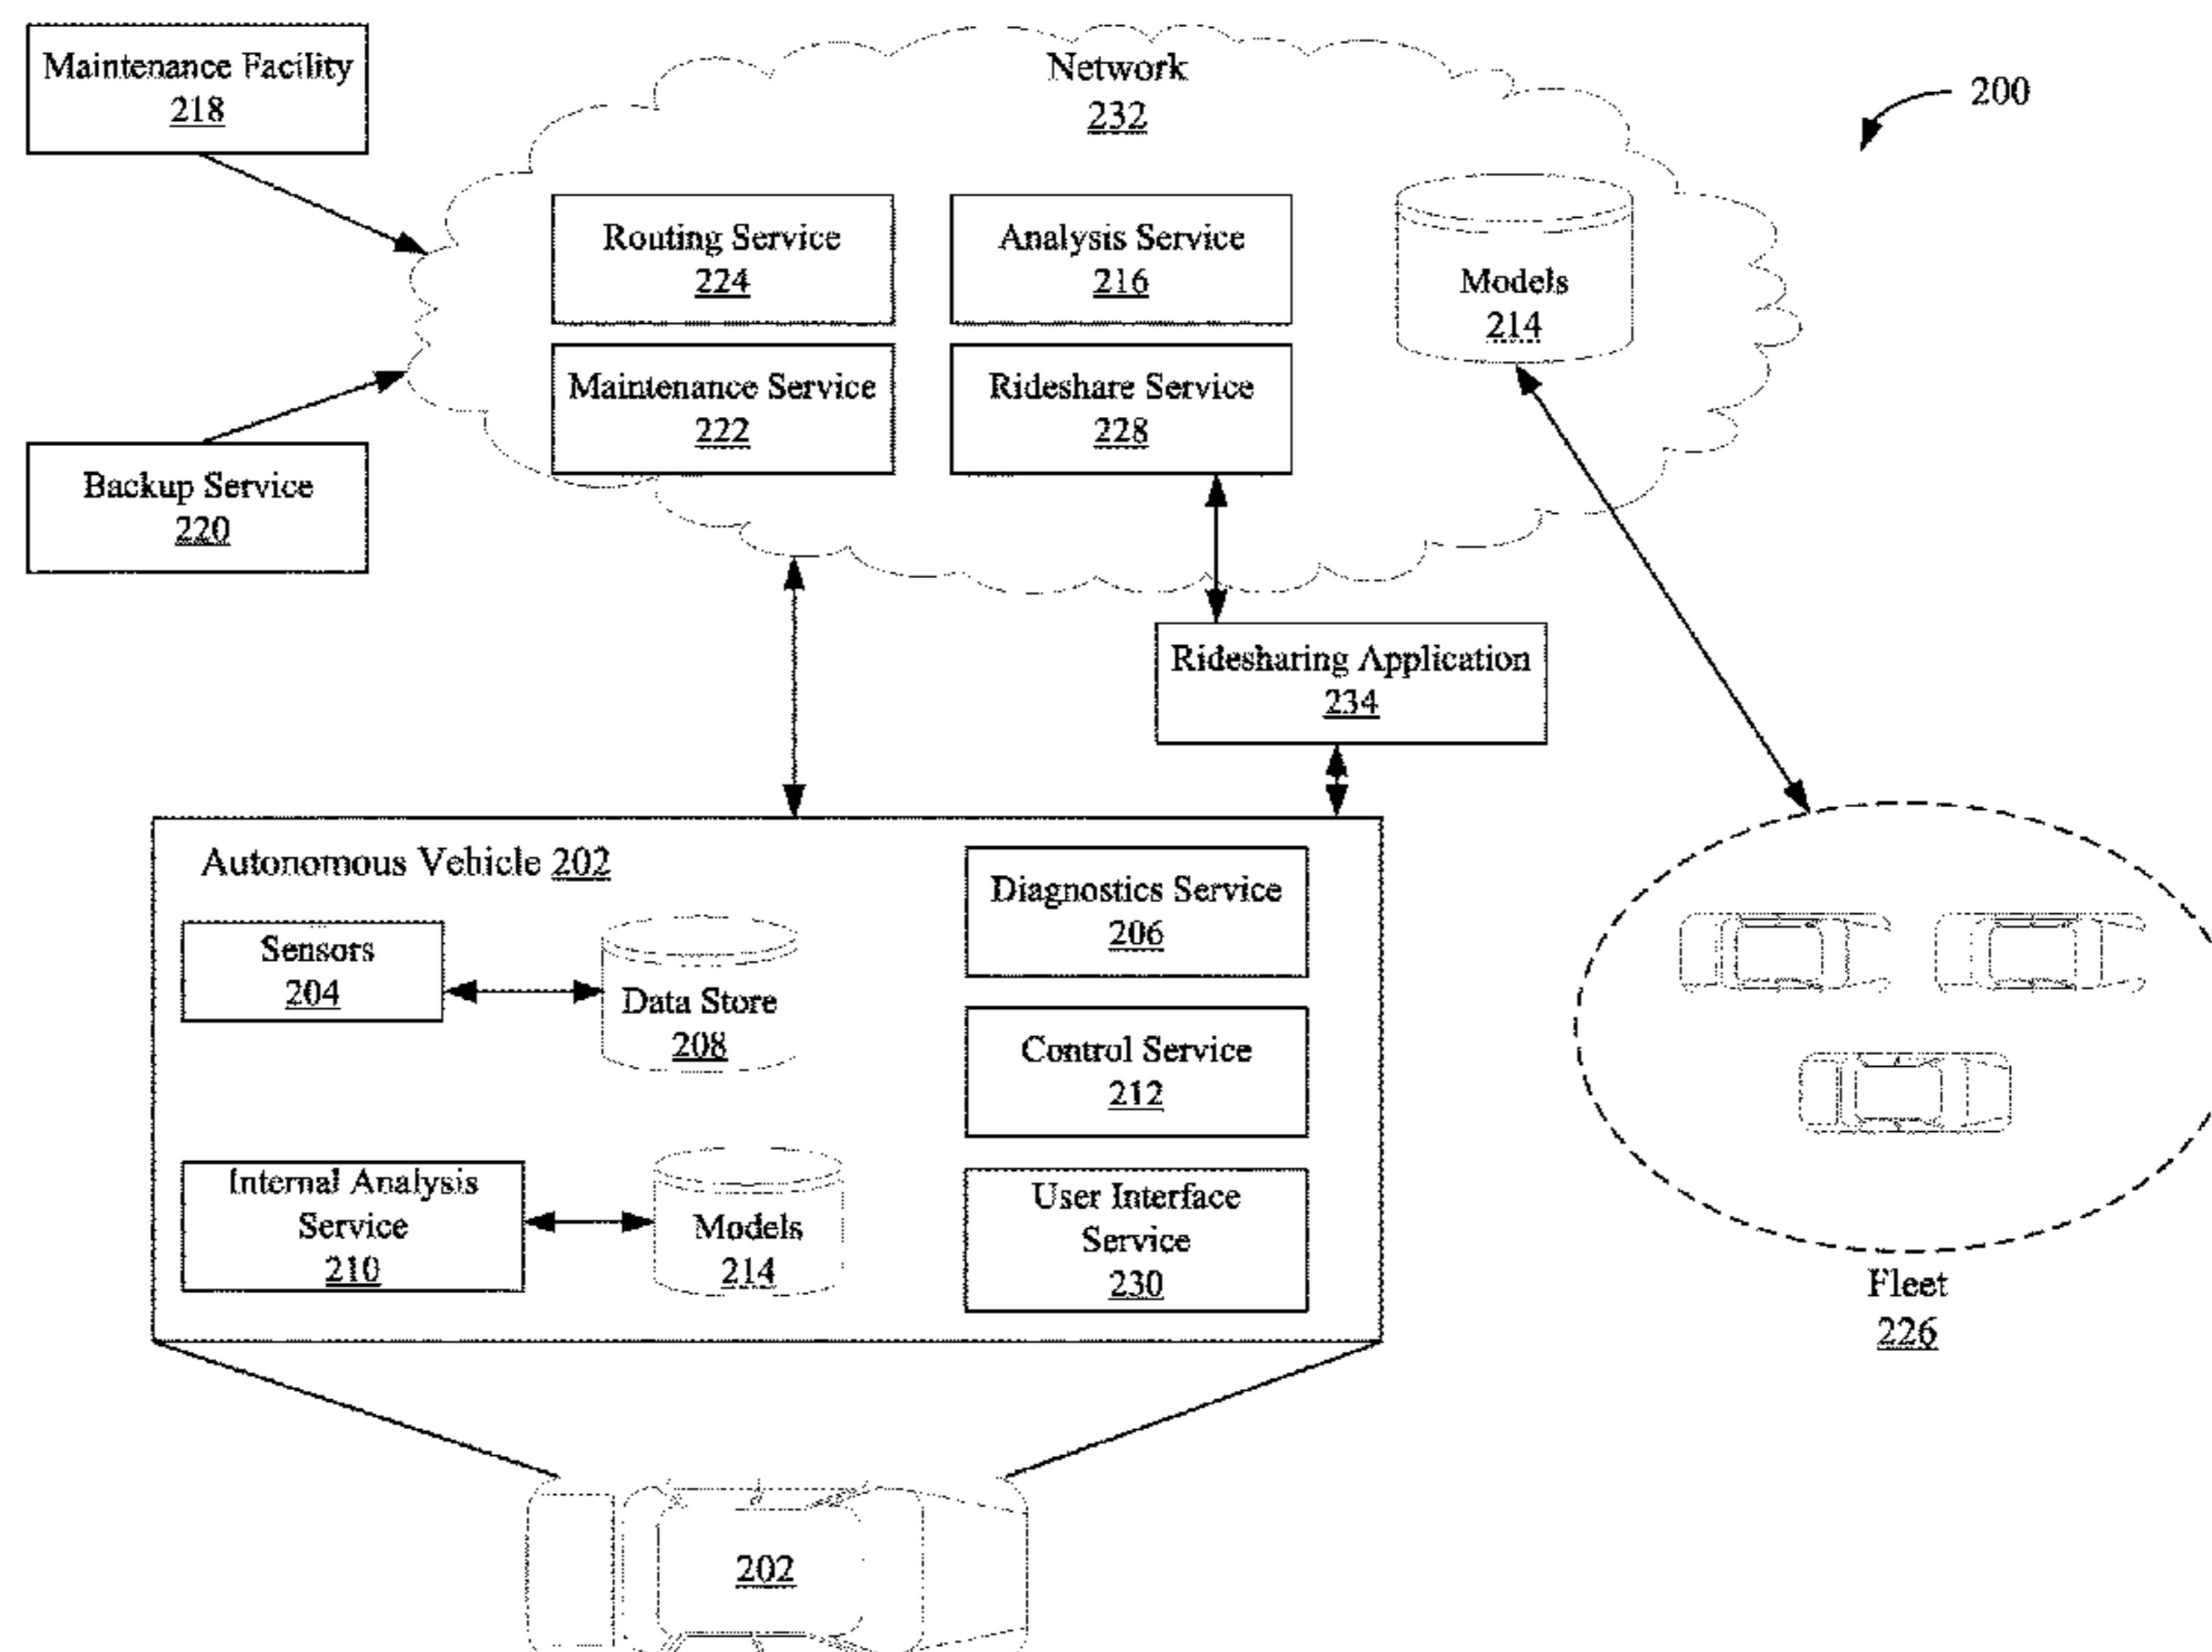 Maintenance Facility
218
Network
232
200
Routing Service
224
Analysis Service
216
Models
214
Maintenance Service
222
Rideshare Service
228
Backup Service
220
Ridesharing Application
234
Autonomous Vehicle 202
Sensors
204
Data Store
208
Diagnostics Service
206
Control Service
212
Internal Analysis
Service
210
Models
214
User Interface
Service
230
Fleet
226
202